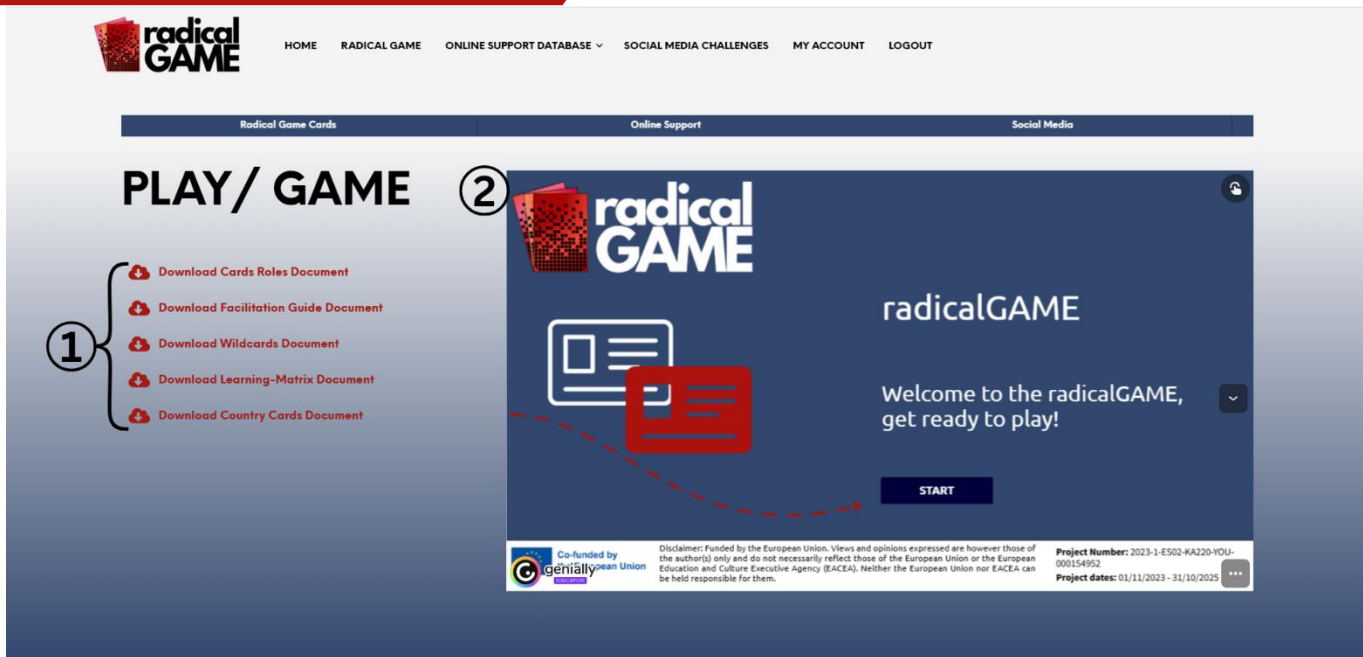 radical
GAME
HOME RADICAL GAME ONLINE SUPPORT DATABASE SOCIAL MEDIA CHALLENGES MY ACCOUNT LOGOUT
Radical Game Cards Online Support Social Media
PLAY/ GAME
1
Download Cards Roles Document
Download Facilitation Guide Document
Download Wildcards Document
Download Learning-Matrix Document
Download Country Cards Document
2
radical
GAME
radicalGAME
Welcome to the radicalGAME,
get ready to play!
START
Co-funded by
European Union
genially
EDUCATION
Disclaimer: Funded by the European Union. Views and opinions expressed are however those of
the author(s) only and do not necessarily reflect those of the European Union or the European
Education and Culture Executive Agency (EACEA). Neither the European Union nor EACEA can
be held responsible for them.
Project Number: 2023-1-ES02-KA220-YOU-
000154952
Project dates: 01/11/2023 - 31/10/2025